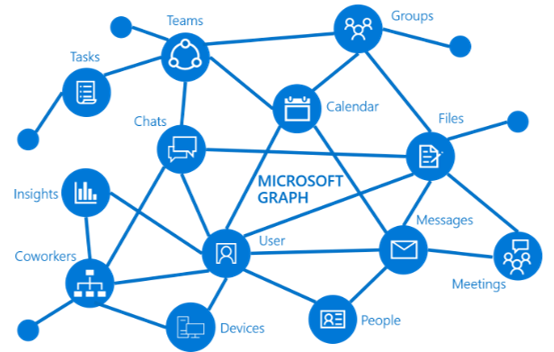 Teams
Groups
Tasks
Calendar
Chats
Files
MICROSOFT
GRAPH
Insights
Messages
User
Coworkers
Meetings
Devices
People